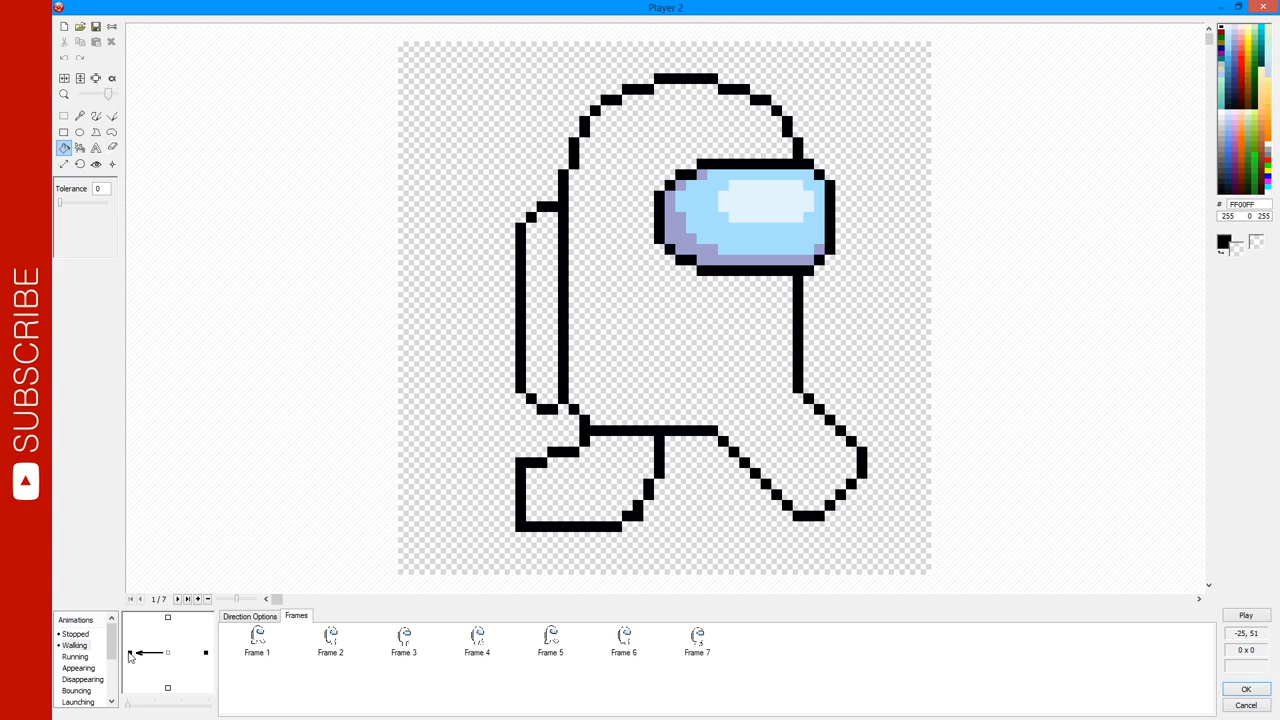 Player 2
SUBSCRIBE
Tolerance 0
# FF00FF
255 0 255
1 / 7
Animations
Stopped
Walking
Running
Appearing
Disappearing
Bouncing
Launching
Direction Options
Frames
Frame 1
Frame 2
Frame 3
Frame 4
Frame 5
Frame 6
Frame 7
Play
-25, 51
0 x 0
OK
Cancel